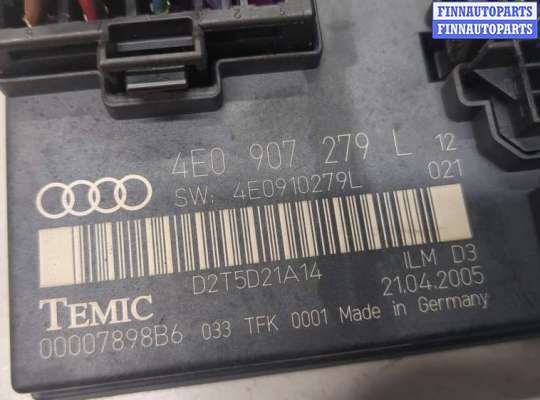 FINNAUTOPARTS
FINNAUTOPARTS
FINNAUTOPARTS
4E0 907 279 L 12
SW: 4E0910279L 021
D2T5D21A14 ILM D3
TEMIC 21.04.2005
00007898B6 033 TFK 0001 Made in Germany